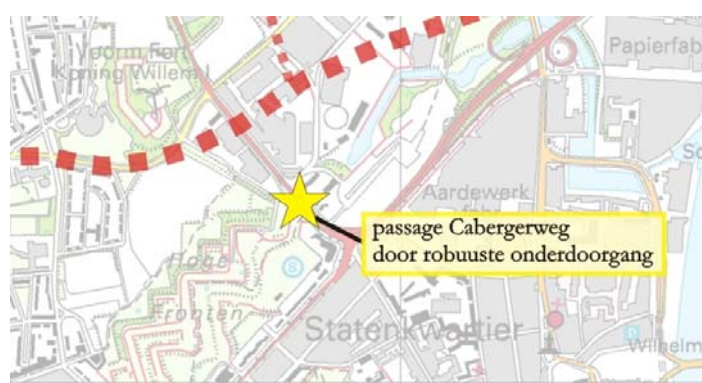 Voorm Fort
Koning Willem I
Papierfab
Aardewerk
passage Cabergerweg
door robuuste onderdoorgang
Hoge
Fronten
S
Statenkwartier
P
Wilhelm